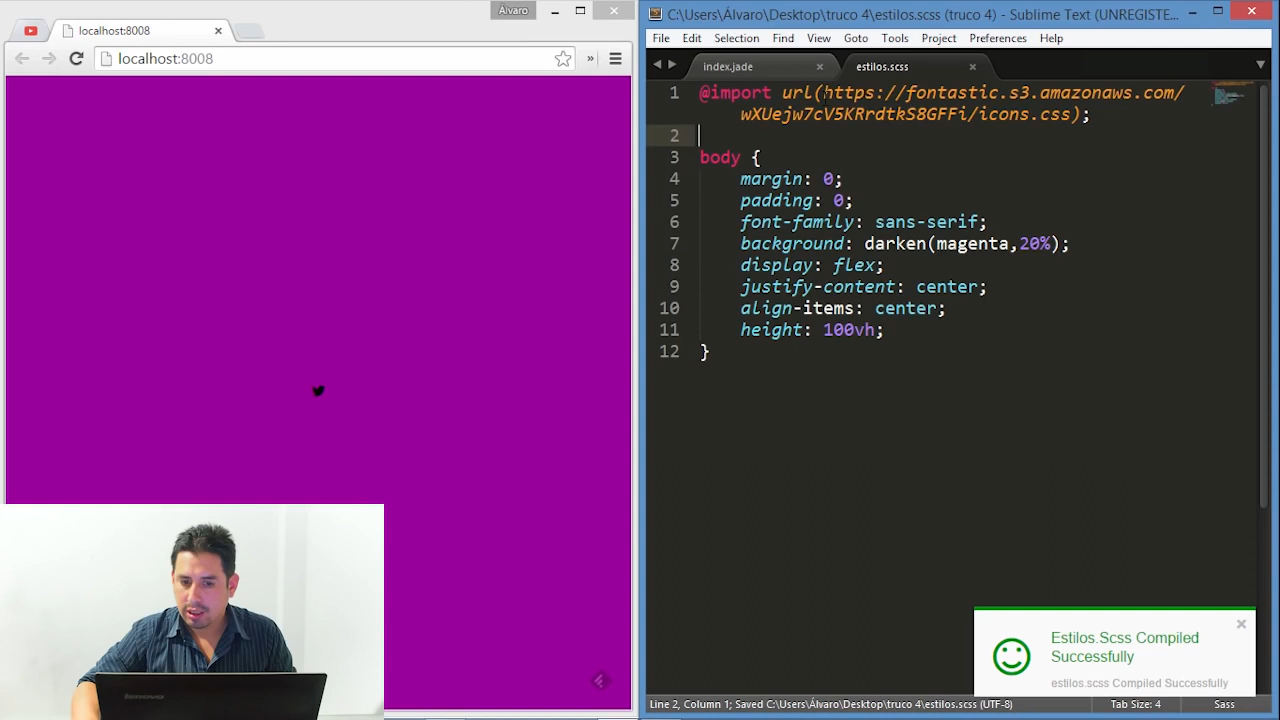 Álvaro
localhost:8008
localhost:8008
C:\Users\Álvaro\Desktop\truco 4\estilos.scss (truco 4) - Sublime Text (UNREGISTE...
File Edit Selection Find View Goto Tools Project Preferences Help
index.jade
estilos.scss
1 @import url(https://fontastic.s3.amazonaws.com/
wXUejw7cV5KRrdtkS8GFFi/icons.css);
2
3 body {
4 margin: 0;
5 padding: 0;
6 font-family: sans-serif;
7 background: darken(magenta,20%);
8 display: flex;
9 justify-content: center;
10 align-items: center;
11 height: 100vh;
12 }
Estilos.Scss Compiled
Successfully
estilos.scss Compiled Successfully
Line 2, Column 1; Saved C:\Users\Álvaro\Desktop\truco 4\estilos.scss (UTF-8)
Tab Size: 4
Sass